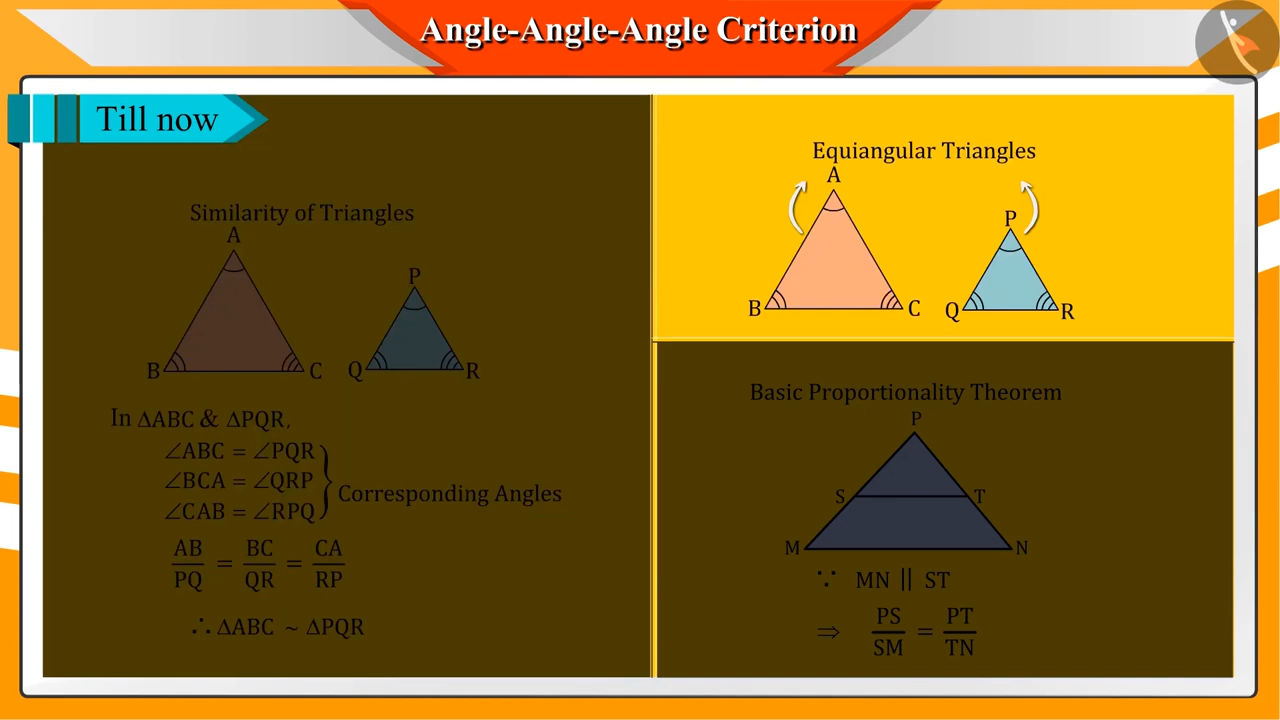 Angle-Angle-Angle Criterion
Till now
Similarity of Triangles
A
P
B
C
Q
R
In ΔABC & ΔPQR,
∠ABC = ∠PQR
∠BCA = ∠QRP
∠CAB = ∠RPQ
Corresponding Angles
AB/PQ = BC/QR = CA/RP
∴ ΔABC ~ ΔPQR
Equiangular Triangles
A
P
B
C
Q
R
Basic Proportionality Theorem
P
S
T
M
N
∵ MN || ST
⇒ PS/SM = PT/TN